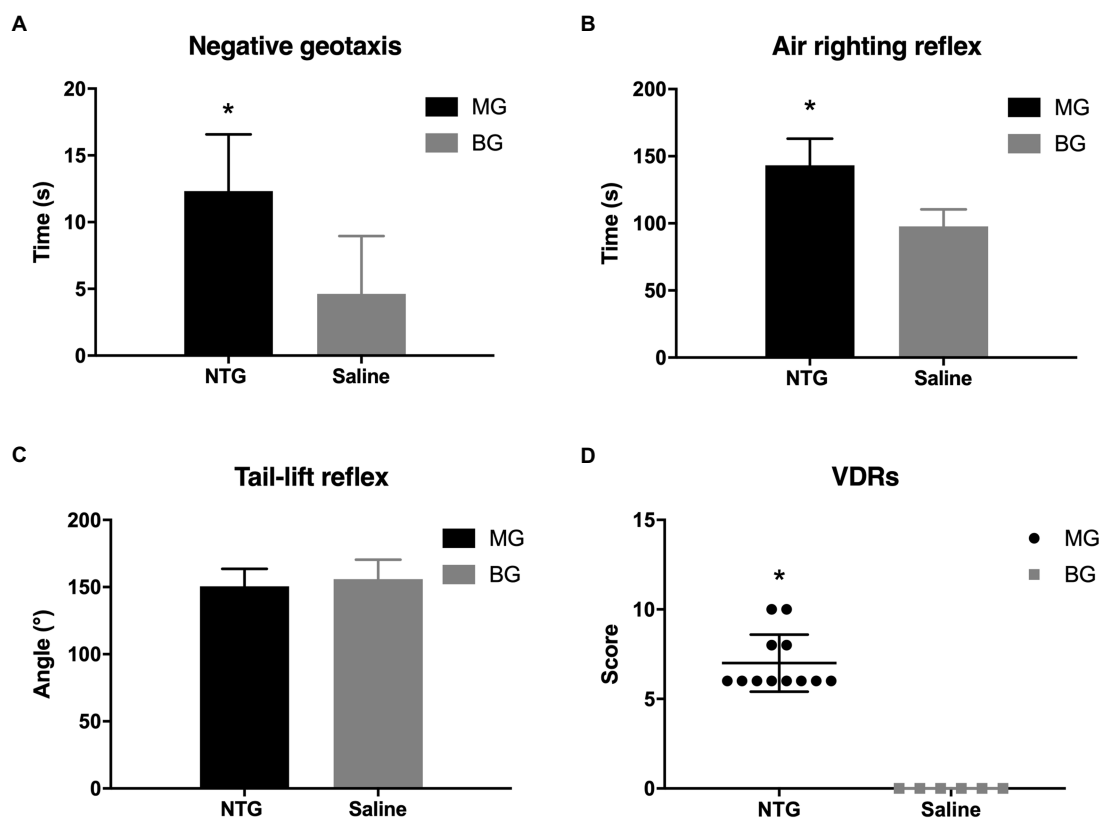 A
Negative geotaxis
20
15
10
5
0
Time (s)
*
MG
BG
NTG
Saline
B
Air righting reflex
200
150
100
50
0
Time (s)
*
MG
BG
NTG
Saline
C
Tail-lift reflex
200
150
100
50
0
Angle (°)
MG
BG
NTG
Saline
D
VDRs
15
10
5
0
Score
*
MG
BG
NTG
Saline